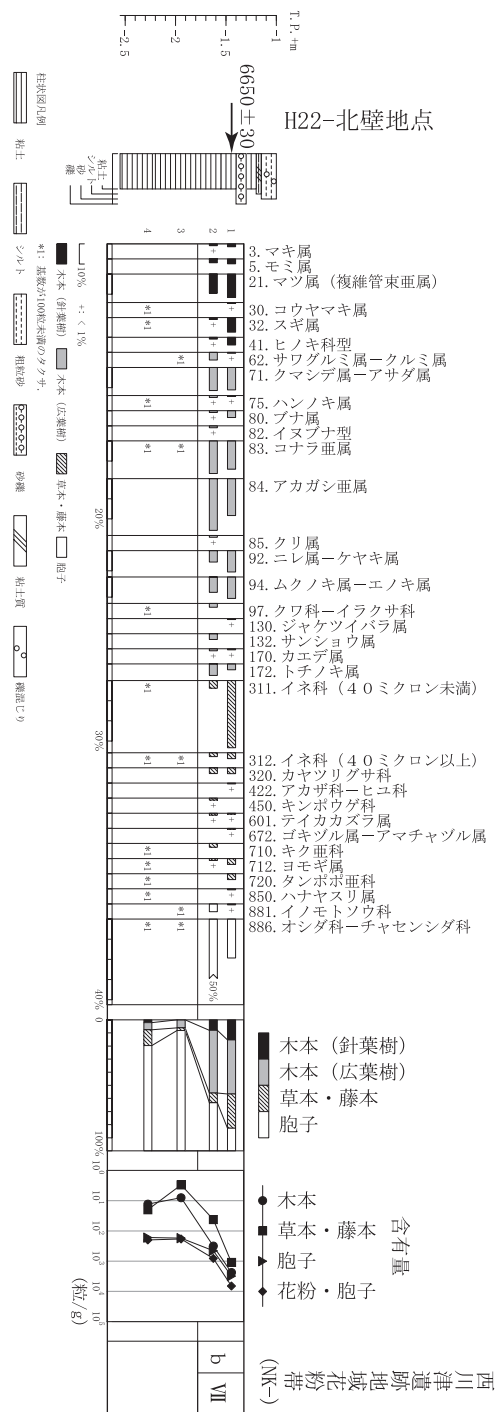 H22-北壁地点
T.P.+m
-1
-1.5
-2
-2.5
6650±30
粘土
シルト
砂
礫
柱状図凡例
粘土
シルト
粗粒砂
砂礫
粘土質
礫混じり
10%
+: <1%
木本(針葉樹)
木本(広葉樹)
草本・藤本
胞子
*1: 基数が100粒未満のタクサ.
1
2
3
4
3. マキ属
5. モミ属
21. マツ属(複維管束亜属)
30. コウヤマキ属
32. スギ属
41. ヒノキ科型
62. サワグルミ属ークルミ属
71. クマシデ属ーアサダ属
75. ハンノキ属
80. ブナ属
82. イヌブナ型
83. コナラ亜属
84. アカガシ亜属
85. クリ属
92. ニレ属ーケヤキ属
94. ムクノキ属ーエノキ属
97. クワ科ーイラクサ科
130. ジャケツイバラ属
132. サンショウ属
170. カエデ属
172. トチノキ属
311. イネ科(40ミクロン未満)
312. イネ科(40ミクロン以上)
320. カヤツリグサ科
422. アカザ科ーヒユ科
450. キンポウゲ科
601. テイカカズラ属
672. ゴキヅル属ーアマチャヅル属
710. キク亜科
712. ヨモギ属
720. タンポポ亜科
850. ハナヤスリ属
881. イノモトソウ科
886. オシダ科ーチャセンシダ科
20%
30%
40%
50%
木本(針葉樹)
木本(広葉樹)
草本・藤本
胞子
0
100%
含有量
木本
草本・藤本
胞子
花粉・胞子
10⁰
10¹
10²
10³
10⁴
(粒/g)
西川津遺跡地域花粉帯
(NK-)
b
Ⅶ